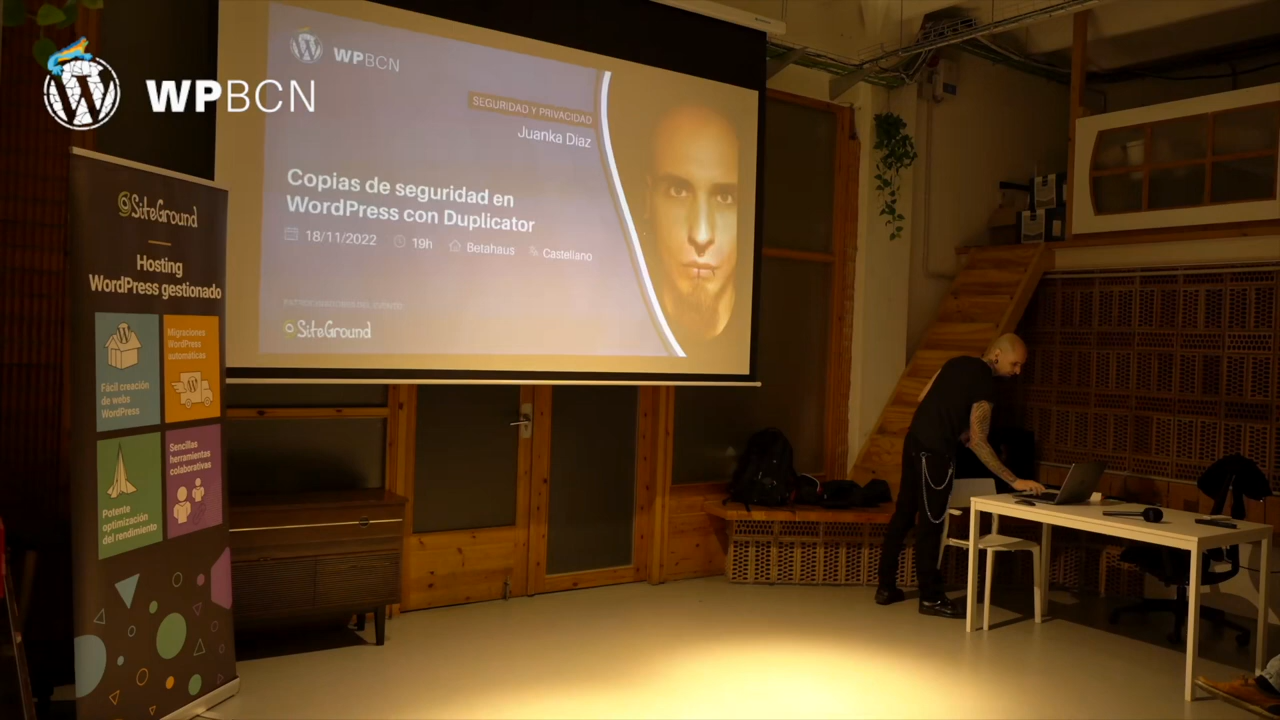 WPBCN
WPBCN
SEGURIDAD Y PRIVACIDAD
Juanka Díaz
Copias de seguridad en
WordPress con Duplicator
18/11/2022 19h Betahaus Castellano
SiteGround
SiteGround
Hosting
WordPress gestionado
Fácil creación
de webs
WordPress
Migraciones
WordPress
automáticas
Potente
optimización
del rendimiento
Sencillas
herramientas
colaborativas